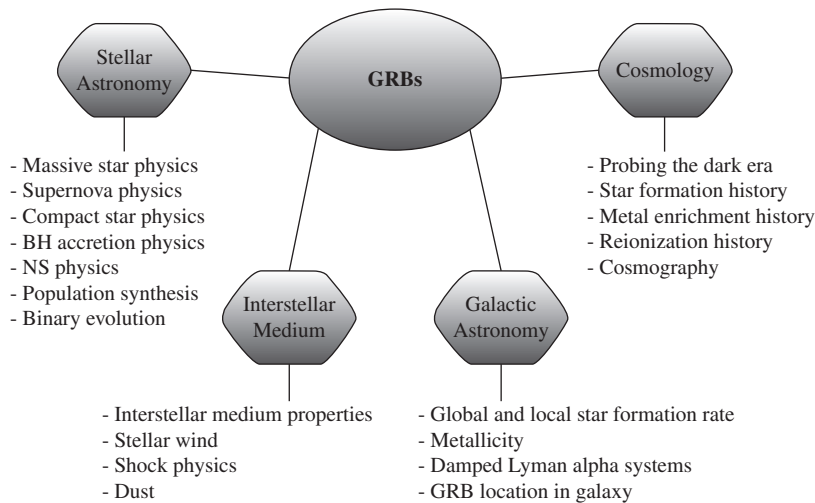 GRBs
Stellar
Astronomy
- Massive star physics
- Supernova physics
- Compact star physics
- BH accretion physics
- NS physics
- Population synthesis
- Binary evolution
Interstellar
Medium
- Interstellar medium properties
- Stellar wind
- Shock physics
- Dust
Galactic
Astronomy
- Global and local star formation rate
- Metallicity
- Damped Lyman alpha systems
- GRB location in galaxy
Cosmology
- Probing the dark era
- Star formation history
- Metal enrichment history
- Reionization history
- Cosmography